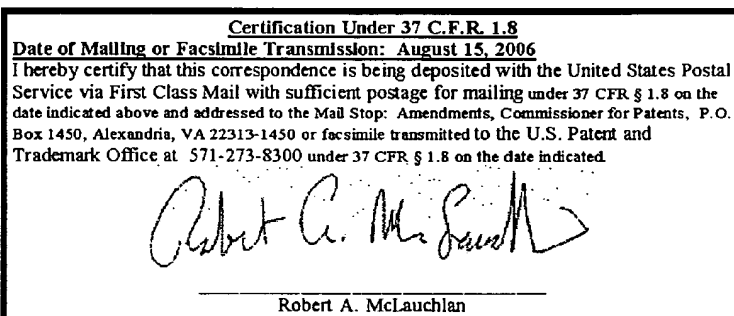 Certification Under 37 C.F.R. 1.8
Date of Mailing or Facsimile Transmission: August 15, 2006
I hereby certify that this correspondence is being deposited with the United States Postal
Service via First Class Mail with sufficient postage for mailing under 37 CFR § 1.8 on the
date indicated above and addressed to the Mail Stop: Amendments, Commissioner for Patents, P.O.
Box 1450, Alexandria, VA 22313-1450 or facsimile transmitted to the U.S. Patent and
Trademark Office at 571-273-8300 under 37 CFR § 1.8 on the date indicated.
Robert A. McLauchlan
Robert A. McLauchlan